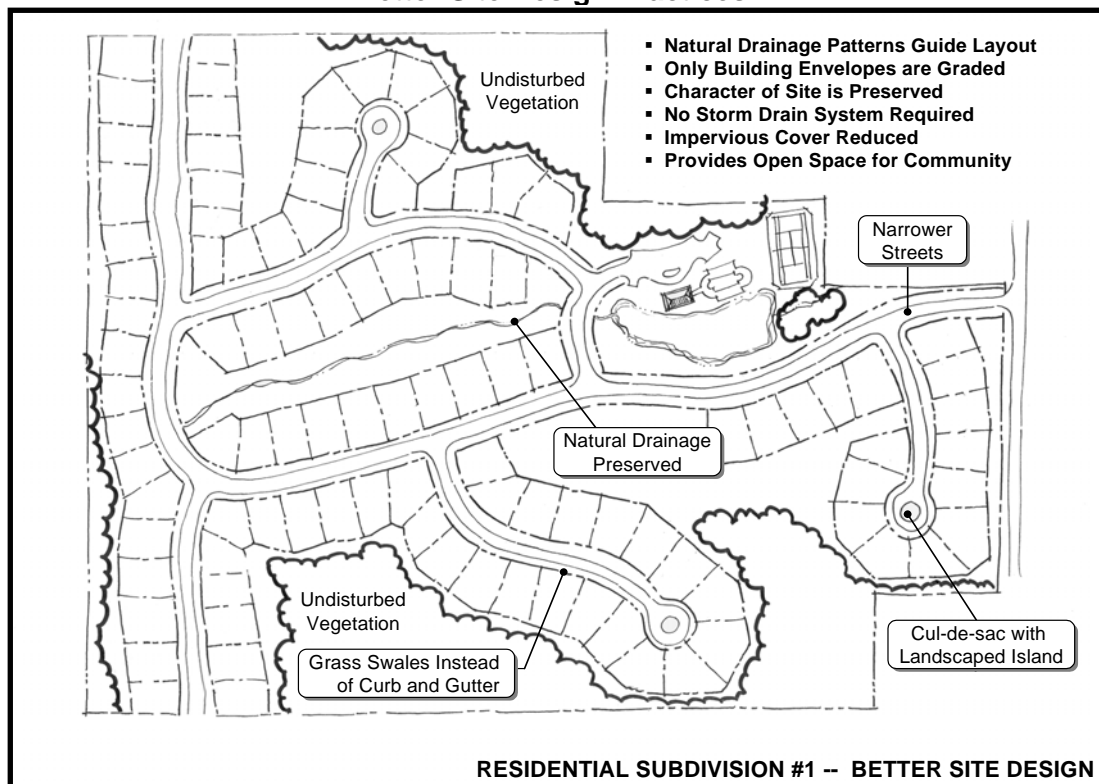 ▪ Natural Drainage Patterns Guide Layout
▪ Only Building Envelopes are Graded
▪ Character of Site is Preserved
▪ No Storm Drain System Required
▪ Impervious Cover Reduced
▪ Provides Open Space for Community
Undisturbed
Vegetation
Narrower
Streets
Natural Drainage
Preserved
Undisturbed
Vegetation
Grass Swales Instead
of Curb and Gutter
Cul-de-sac with
Landscaped Island
RESIDENTIAL SUBDIVISION #1 -- BETTER SITE DESIGN